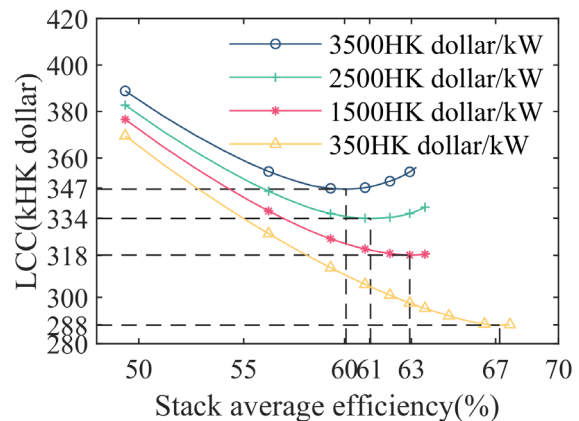 420
400
380
360
347
334
318
300
288
280
LCC(kHK dollar)
3500HK dollar/kW
2500HK dollar/kW
1500HK dollar/kW
350HK dollar/kW
50 55 60 61 63 67 70
Stack average efficiency(%)